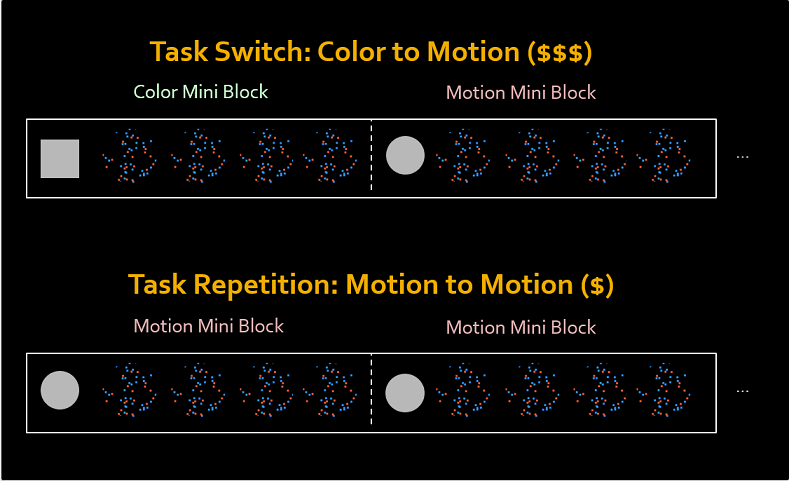 Task Switch: Color to Motion ($$$)
Color Mini Block
Motion Mini Block
...
Task Repetition: Motion to Motion ($)
Motion Mini Block
Motion Mini Block
...